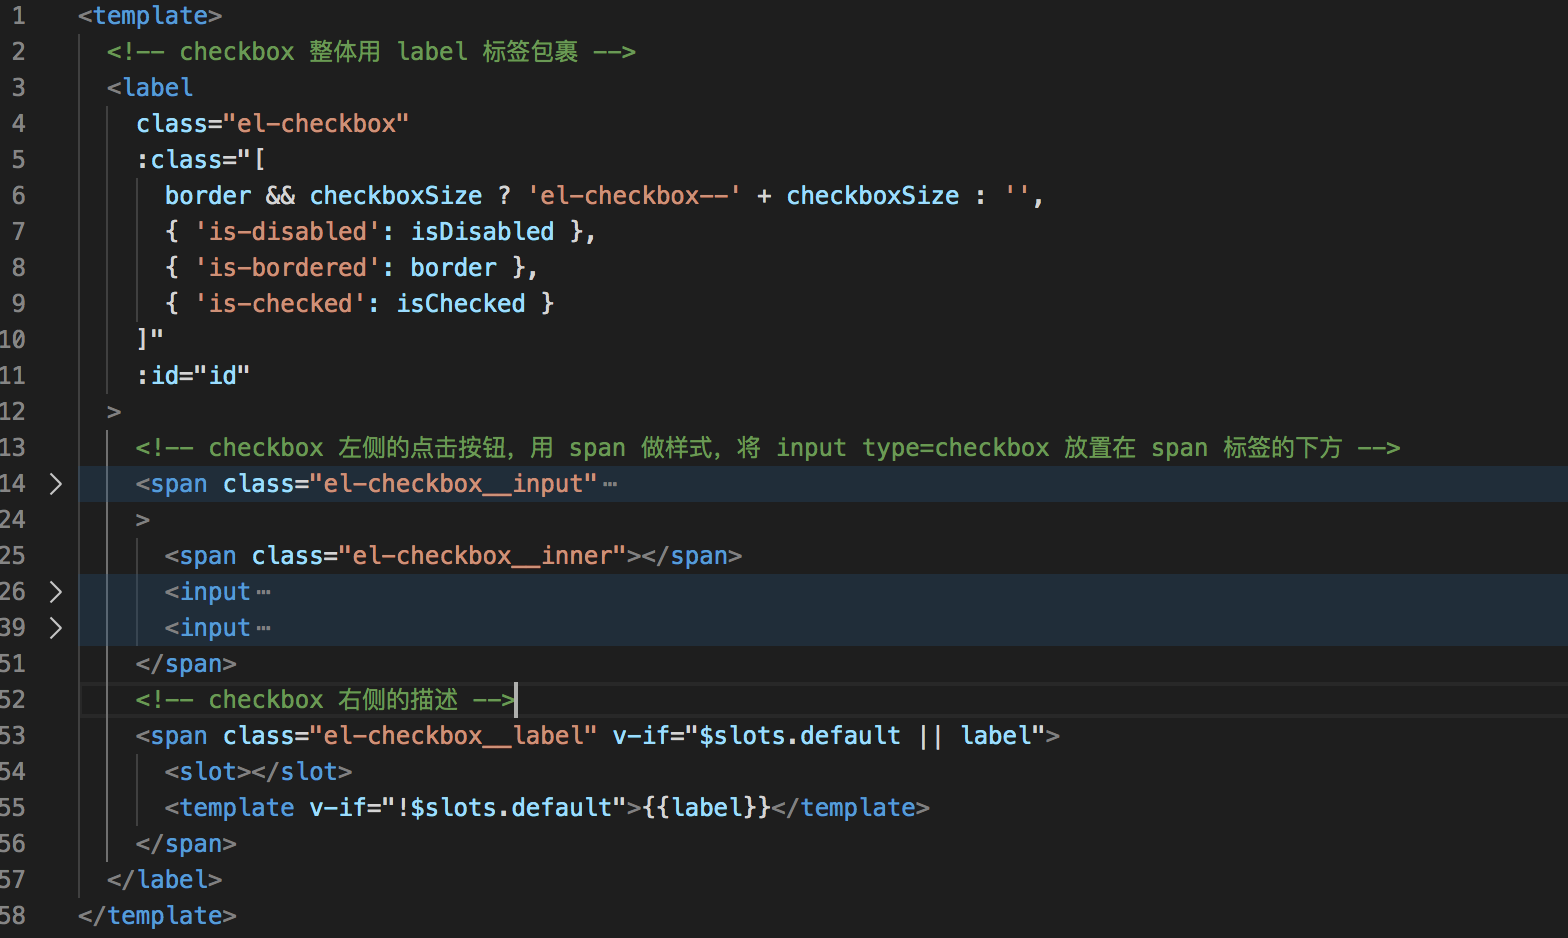 1 <template>
2 <!-- checkbox 整体用 label 标签包裹 -->
3 <label
4 class="el-checkbox"
5 :class="[
6 border && checkboxSize ? 'el-checkbox--' + checkboxSize : '',
7 { 'is-disabled': isDisabled },
8 { 'is-bordered': border },
9 { 'is-checked': isChecked }
10 ]"
11 :id="id"
12 >
13 <!-- checkbox 左侧的点击按钮，用 span 做样式，将 input type=checkbox 放置在 span 标签的下方 -->
14 <span class="el-checkbox__input"⋯
24 >
25 <span class="el-checkbox__inner"></span>
26 <input⋯
39 <input⋯
51 </span>
52 <!-- checkbox 右侧的描述 -->
53 <span class="el-checkbox__label" v-if="$slots.default || label">
54 <slot></slot>
55 <template v-if="!$slots.default">{{label}}</template>
56 </span>
57 </label>
58 </template>